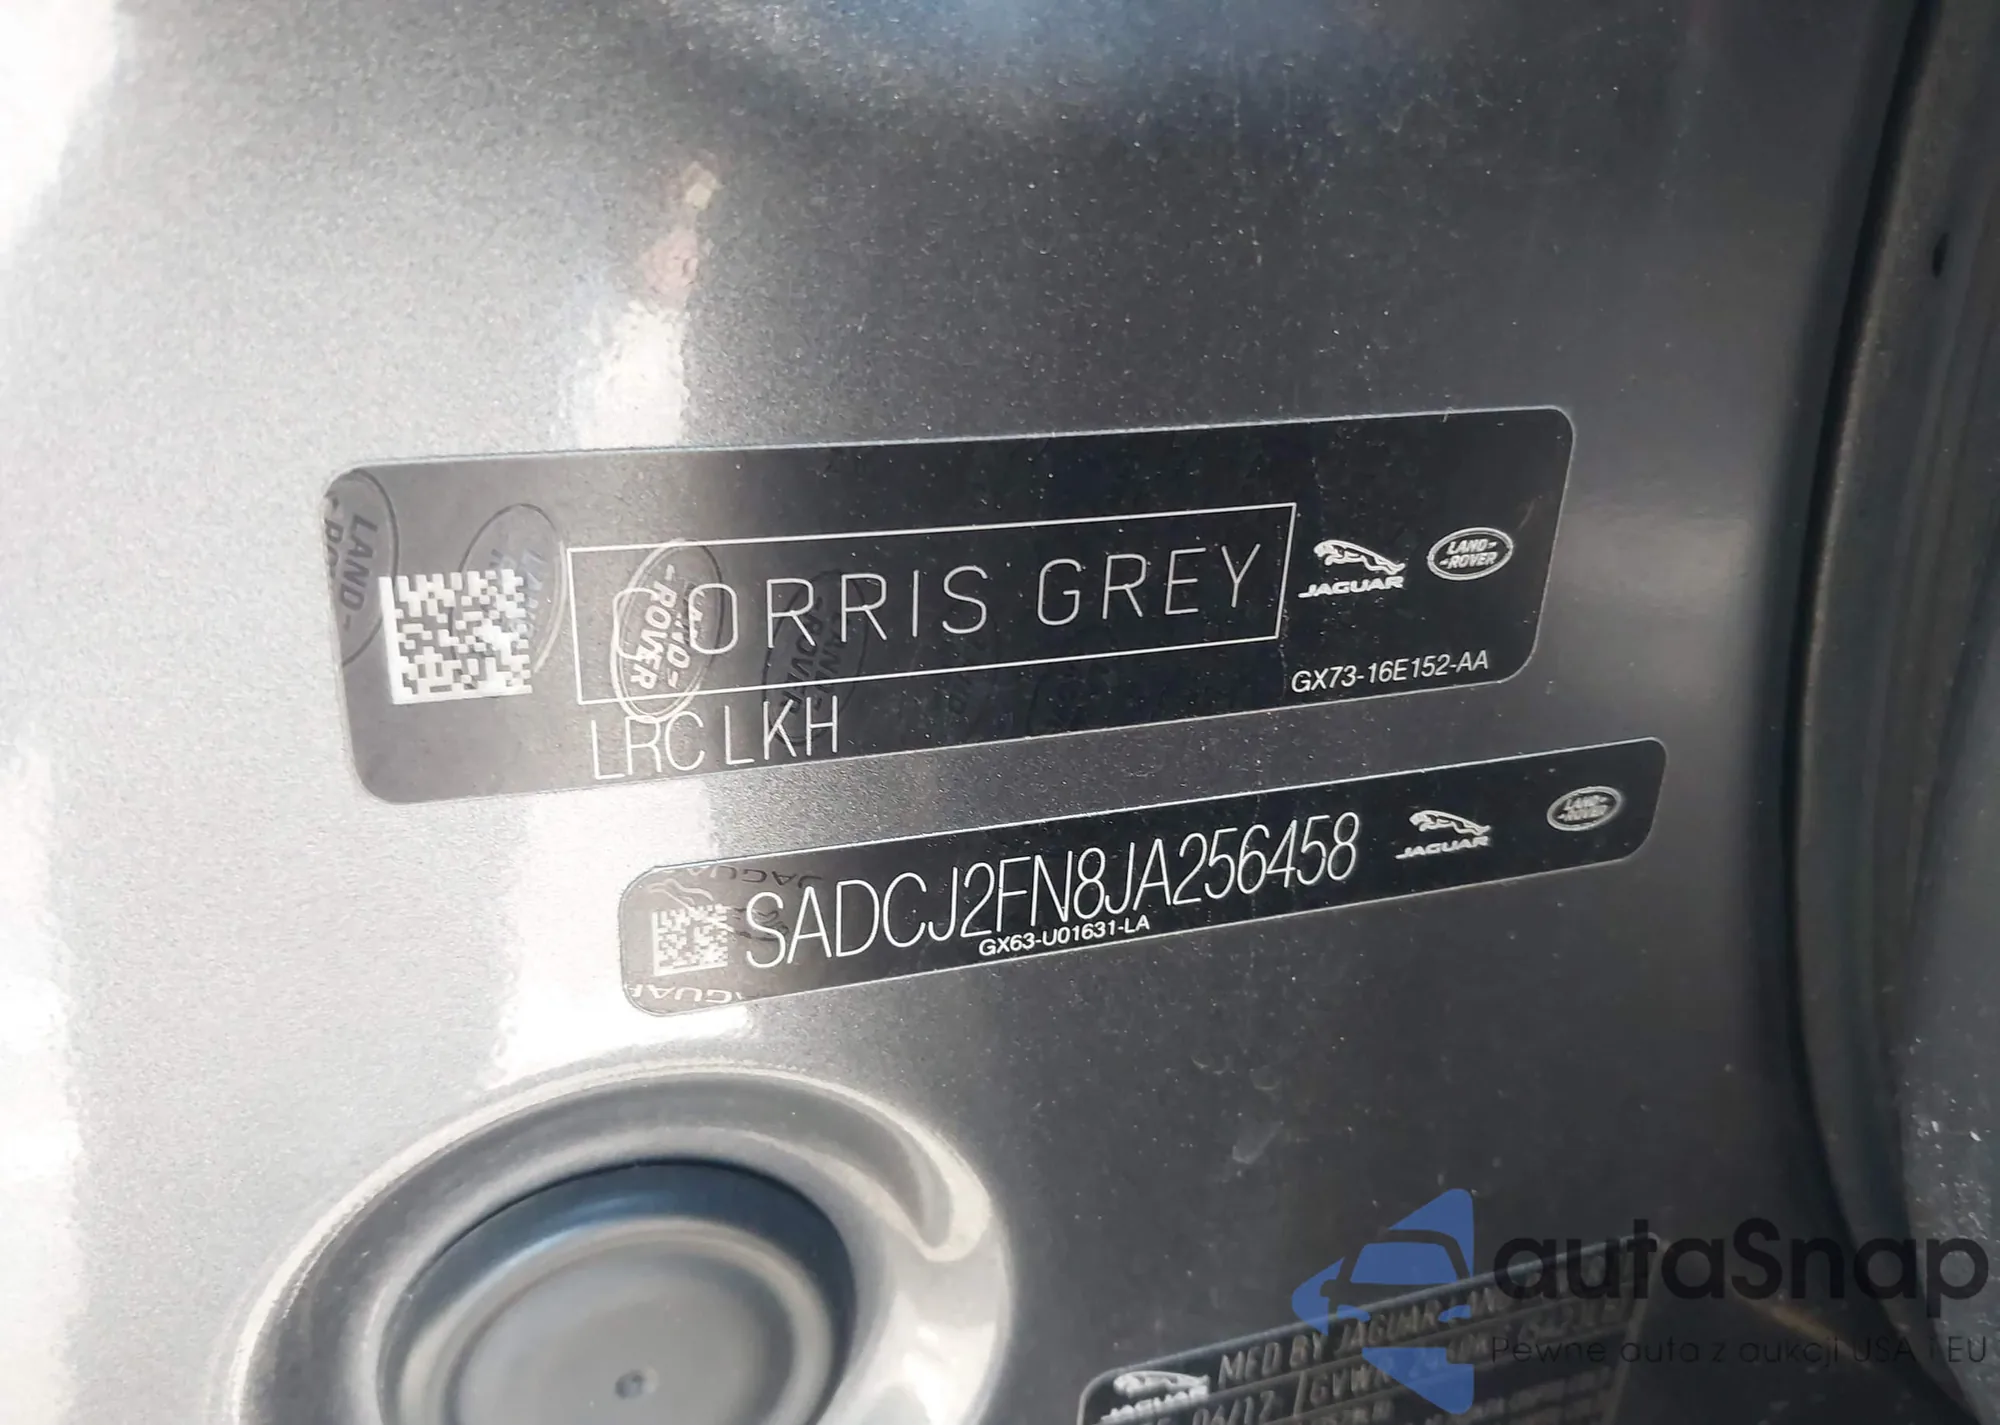 CORRIS GREY
JAGUAR
LAND-
-ROVER
GX73-16E152-AA
LRC LKH
SADCJ2FN8JA256458
GX63-U01631-LA
JAGUAR
LAND-
-ROVER
autaSnap
Pewne auta z aukcji USA i EU
MFD BY JAGUAR
JAGUAR